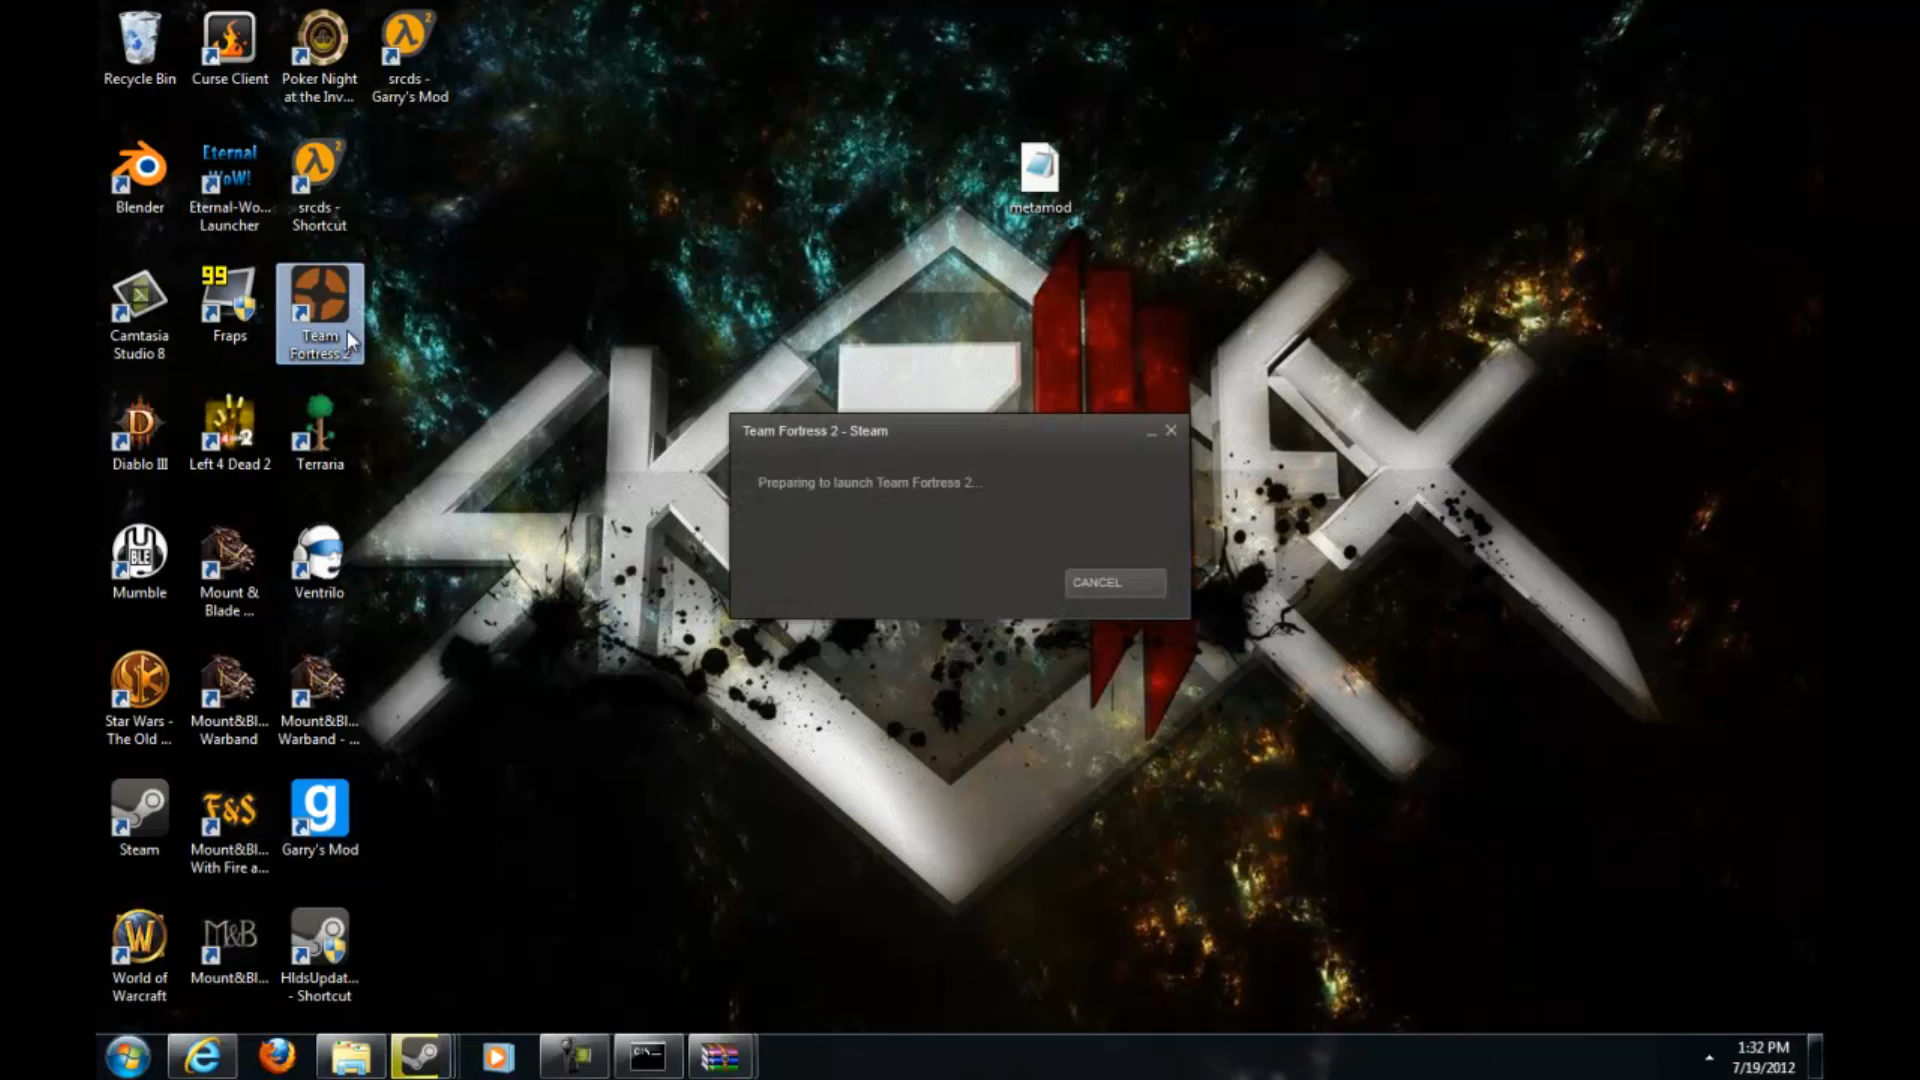 Recycle Bin
Curse Client
Poker Night
at the Inv...
srcds -
Garry's Mod
Blender
Eternal
WoW!
Eternal-Wo...
Launcher
2
srcds -
Shortcut
metamod
Camtasia
Studio 8
99
Fraps
Team
Fortress 2
Diablo III
Left 4 Dead 2
Terraria
Team Fortress 2 - Steam
Preparing to launch Team Fortress 2...
CANCEL
BLE
Mumble
Mount &
Blade ...
Ventrilo
Star Wars -
The Old ...
Mount&Bl...
Warband
Mount&Bl...
Warband - ...
Steam
F&S
Mount&Bl...
With Fire a...
g
Garry's Mod
W
World of
Warcraft
M&B
Mount&Bl...
HldsUpdat...
- Shortcut
C:\_
1:32 PM
7/19/2012